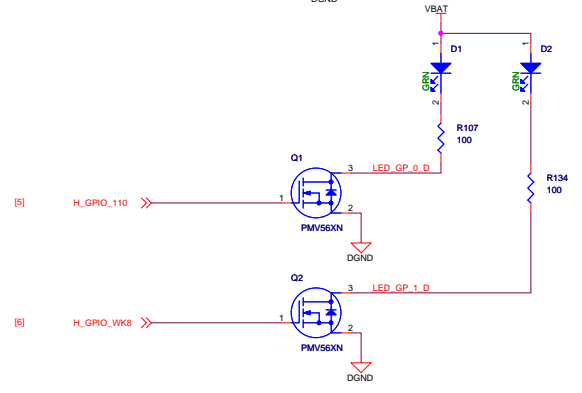 DGND
VBAT
1 D1 1 D2
GRN GRN
2 2
R107
100
Q1
3 LED_GP_0_D
R134
100
[5] H_GPIO_110 1
2
PMV56XN
DGND
Q2
3 LED_GP_1_D
[6] H_GPIO_WK8 1
2
PMV56XN
DGND